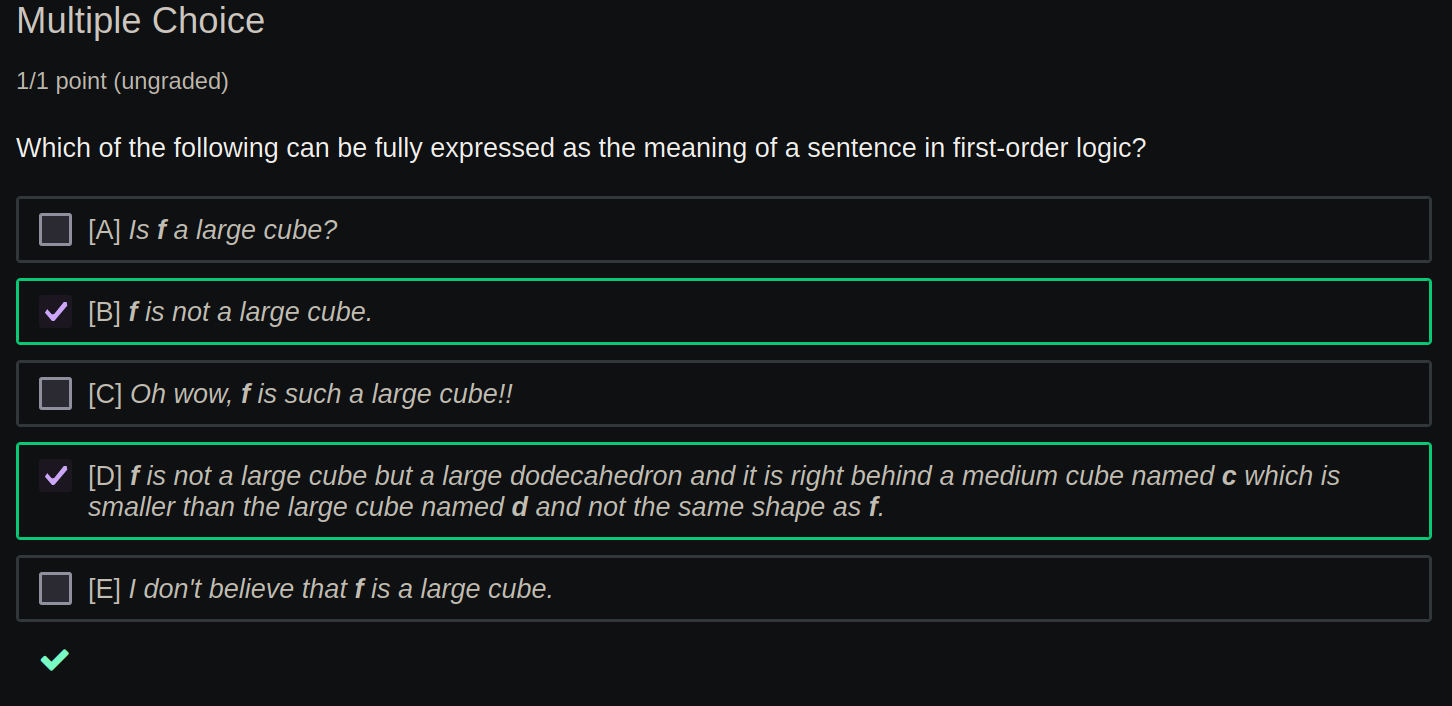 Multiple Choice
1/1 point (ungraded)
Which of the following can be fully expressed as the meaning of a sentence in first-order logic?
[A] Is f a large cube?
[B] f is not a large cube.
[C] Oh wow, f is such a large cube!!
[D] f is not a large cube but a large dodecahedron and it is right behind a medium cube named c which is
smaller than the large cube named d and not the same shape as f.
[E] I don't believe that f is a large cube.